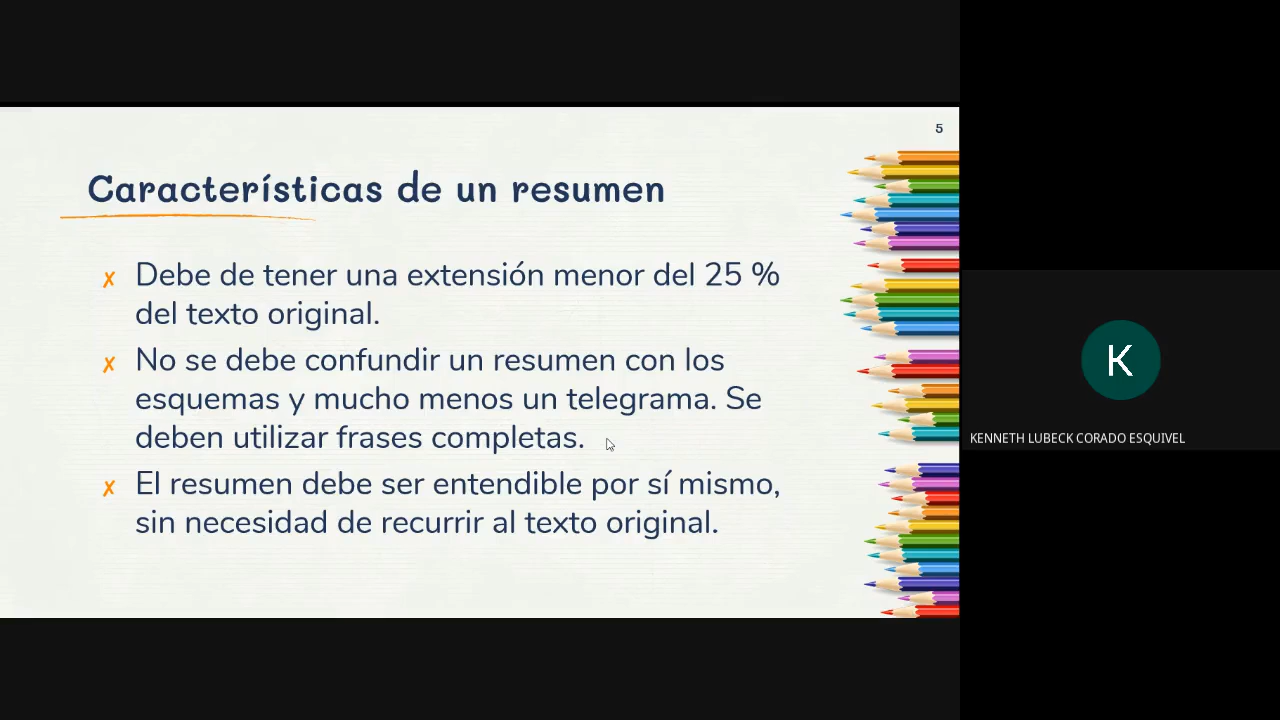 5
Características de un resumen
✗ Debe de tener una extensión menor del 25 %
del texto original.
✗ No se debe confundir un resumen con los
esquemas y mucho menos un telegrama. Se
deben utilizar frases completas.
✗ El resumen debe ser entendible por sí mismo,
sin necesidad de recurrir al texto original.
K
KENNETH LUBECK CORADO ESQUIVEL